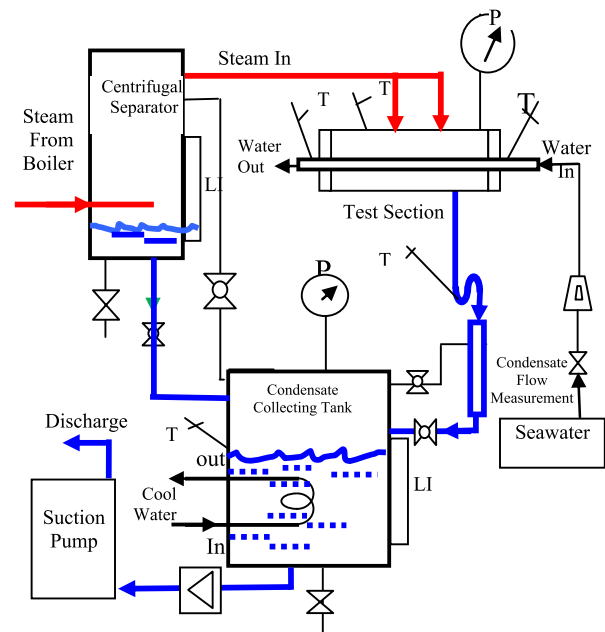 P
Steam In
Centrifugal
Separator
T
T
T
Steam
From
Boiler
Water
Out
Water
In
LI
Test Section
T
P
Condensate
Flow
Measurement
Condensate
Collecting Tank
Discharge
T
out
Seawater
LI
Cool
Water
Suction
Pump
In